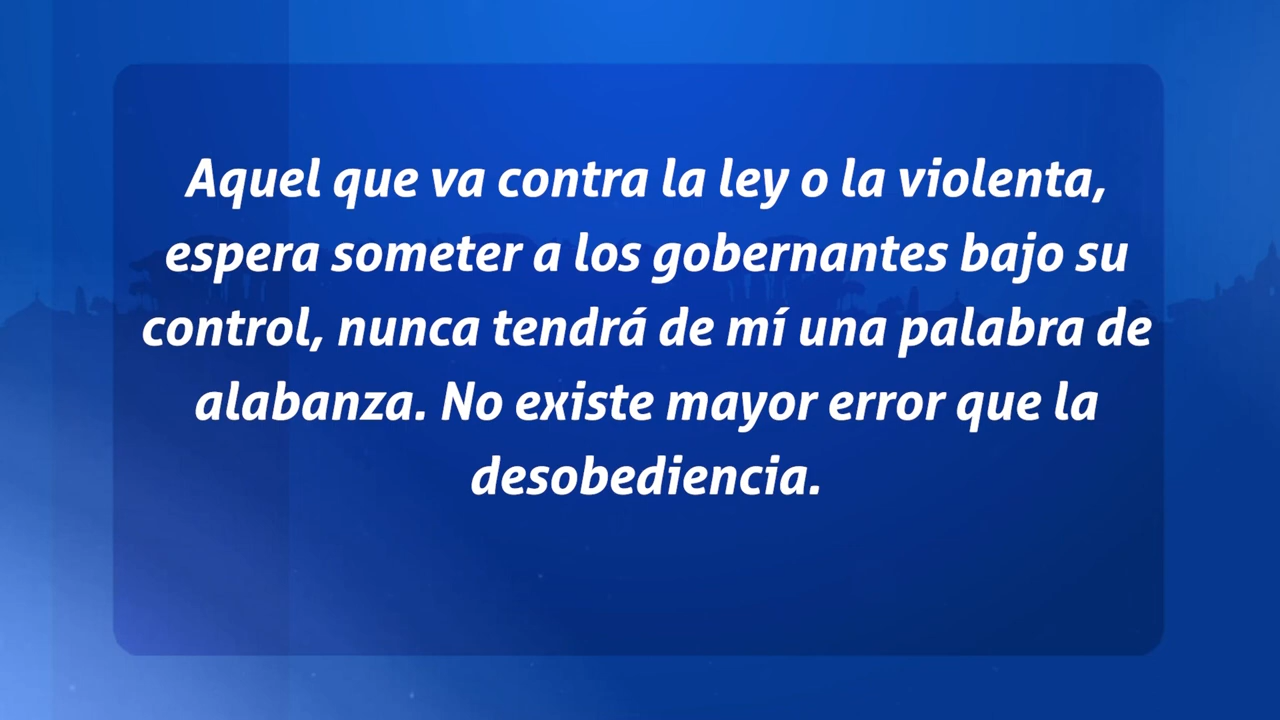 Aquel que va contra la ley o la violenta,
espera someter a los gobernantes bajo su
control, nunca tendrá de mí una palabra de
alabanza. No existe mayor error que la
desobediencia.